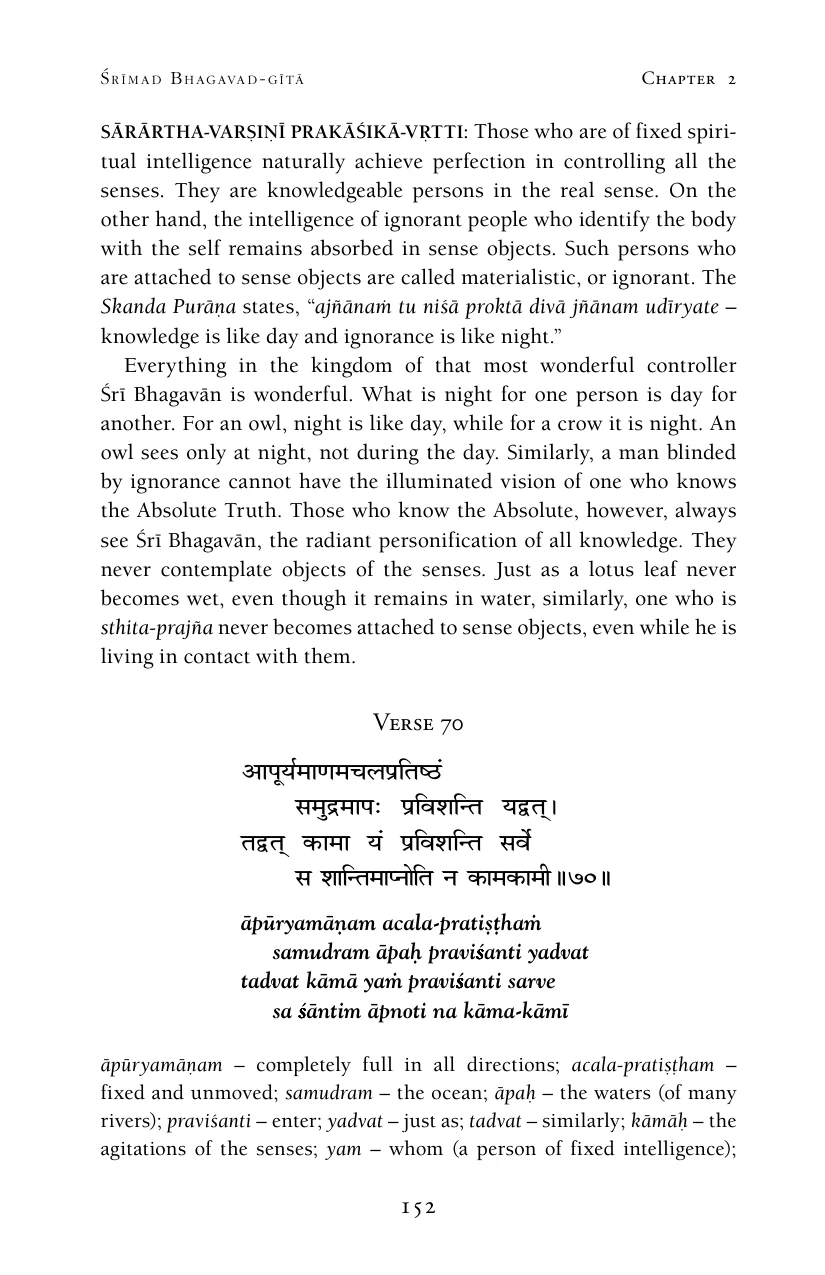 Śrīmad Bhagavad-gītā Chapter 2
SĀRĀRTHA-VARṢIṆĪ PRAKĀŚIKĀ-VṚTTI: Those who are of fixed spiri-
tual intelligence naturally achieve perfection in controlling all the
senses. They are knowledgeable persons in the real sense. On the
other hand, the intelligence of ignorant people who identify the body
with the self remains absorbed in sense objects. Such persons who
are attached to sense objects are called materialistic, or ignorant. The
Skanda Purāṇa states, “ajñānaṁ tu niśā proktā divā jñānam udīryate –
knowledge is like day and ignorance is like night.”
Everything in the kingdom of that most wonderful controller
Śrī Bhagavān is wonderful. What is night for one person is day for
another. For an owl, night is like day, while for a crow it is night. An
owl sees only at night, not during the day. Similarly, a man blinded
by ignorance cannot have the illuminated vision of one who knows
the Absolute Truth. Those who know the Absolute, however, always
see Śrī Bhagavān, the radiant personification of all knowledge. They
never contemplate objects of the senses. Just as a lotus leaf never
becomes wet, even though it remains in water, similarly, one who is
sthita-prajña never becomes attached to sense objects, even while he is
living in contact with them.
Verse 70
आपूर्यमाणमचलप्रतिष्ठं
समुद्रमापः प्रविशन्ति यद्वत्।
तद्वत् कामा यं प्रविशन्ति सर्वे
स शान्तिमाप्नोति न कामकामी॥७०॥
āpūryamāṇam acala-pratiṣṭhaṁ
samudram āpaḥ praviśanti yadvat
tadvat kāmā yaṁ praviśanti sarve
sa śāntim āpnoti na kāma-kāmī
āpūryamāṇam – completely full in all directions; acala-pratiṣṭham –
fixed and unmoved; samudram – the ocean; āpaḥ – the waters (of many
rivers); praviśanti – enter; yadvat – just as; tadvat – similarly; kāmāḥ – the
agitations of the senses; yam – whom (a person of fixed intelligence);
152